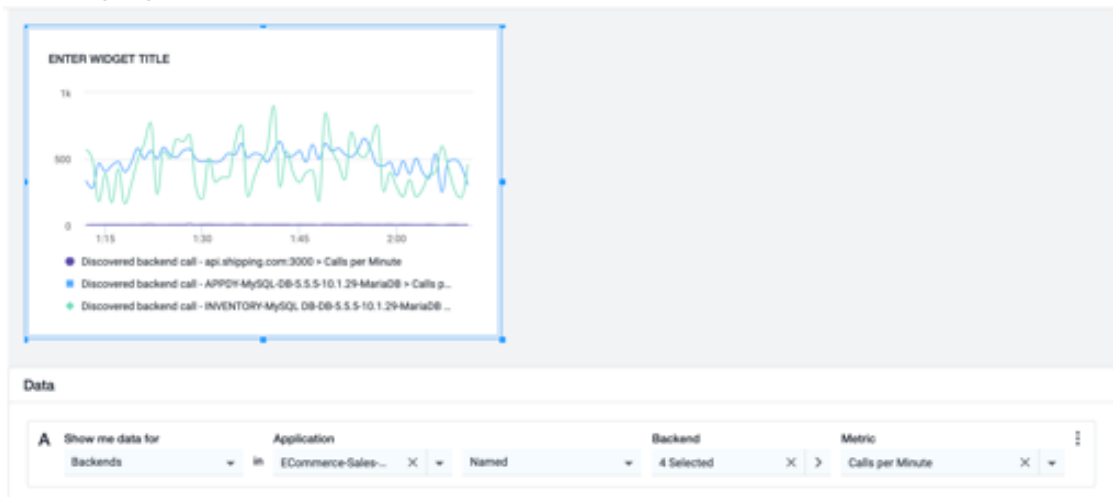 ENTER WIDGET TITLE
1k
500
0
1:15 1:30 1:45 2:00
Discovered backend call - api.shipping.com:3000 > Calls per Minute
Discovered backend call - APPDY-MySQL-DB-5.5.5-10.1.29-MariaDB > Calls p...
Discovered backend call - INVENTORY-MySQL DB-DB-5.5.5-10.1.29-MariaDB ...
Data
A Show me data for Application Backend Metric
Backends in ECommerce-Sales-... Named 4 Selected Calls per Minute